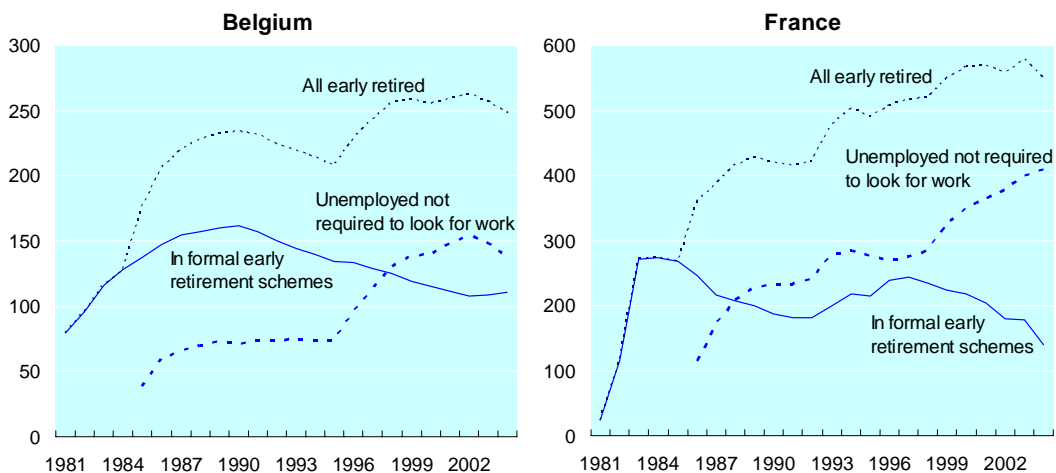 Belgium
300
250
200
150
100
50
0
All early retired
Unemployed not
required to look for work
In formal early
retirement schemes
1981 1984 1987 1990 1993 1996 1999 2002
France
600
500
400
300
200
100
0
All early retired
Unemployed not required
to look for work
In formal early
retirement schemes
1981 1984 1987 1990 1993 1996 1999 2002